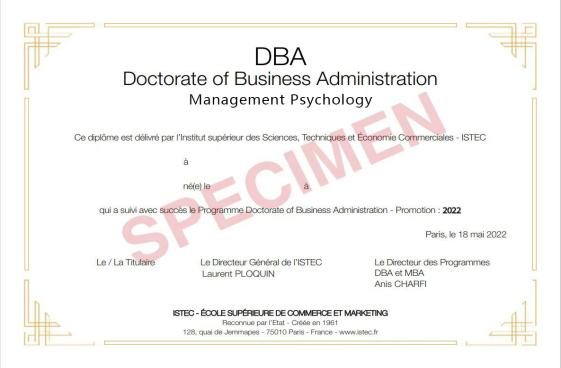 DBA
Doctorate of Business Administration
Management Psychology
Ce diplôme est délivré par l'Institut supérieur des Sciences, Techniques et Économie Commerciales - ISTEC
à
né(e) le à
qui a suivi avec succès le Programme Doctorate of Business Administration - Promotion : 2022
SPECIMEN
Paris, le 18 mai 2022
Le / La Titulaire Le Directeur Général de l'ISTEC Le Directeur des Programmes
Laurent PLOQUIN DBA et MBA
Anis CHARFI
ISTEC - ÉCOLE SUPÉRIEURE DE COMMERCE ET MARKETING
Reconnue par l'Etat - Créée en 1961
128, quai de Jemmapes - 75010 Paris - France - www.istec.fr